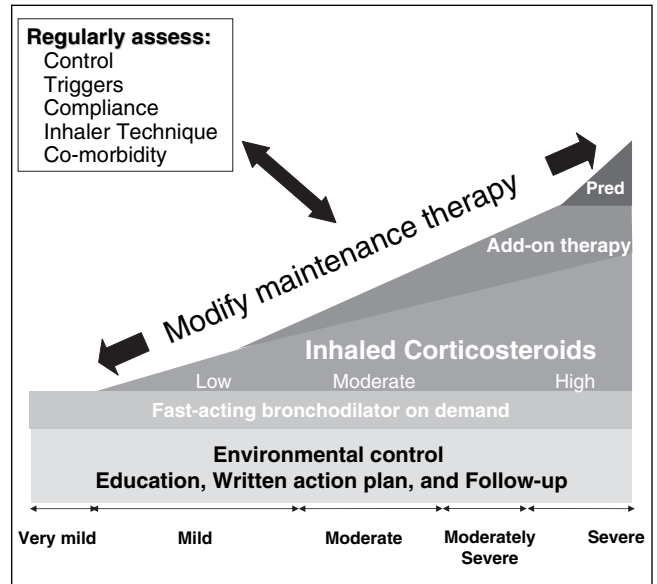 Regularly assess:
Control
Triggers
Compliance
Inhaler Technique
Co-morbidity
Modify maintenance therapy
Pred
Add-on therapy
Inhaled Corticosteroids
Low Moderate High
Fast-acting bronchodilator on demand
Environmental control
Education, Written action plan, and Follow-up
Very mild Mild Moderate Moderately Severe
Severe